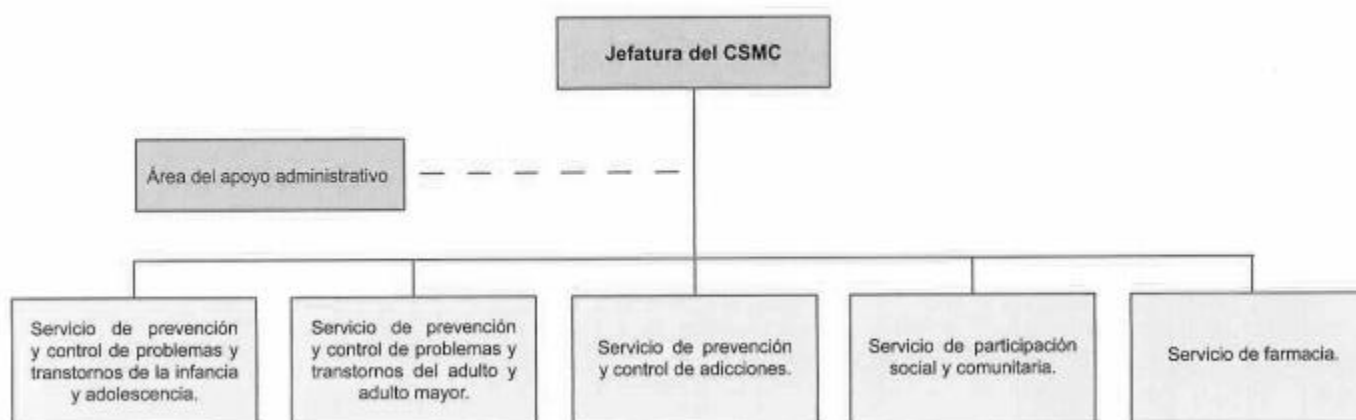 Jefatura del CSMC
Área del apoyo administrativo
Servicio de prevención
y control de problemas y
transtornos de la infancia
y adolescencia.
Servicio de prevención
y control de problemas y
transtornos del adulto y
adulto mayor.
Servicio de prevención
y control de adicciones.
Servicio de participación
social y comunitaria.
Servicio de farmacia.